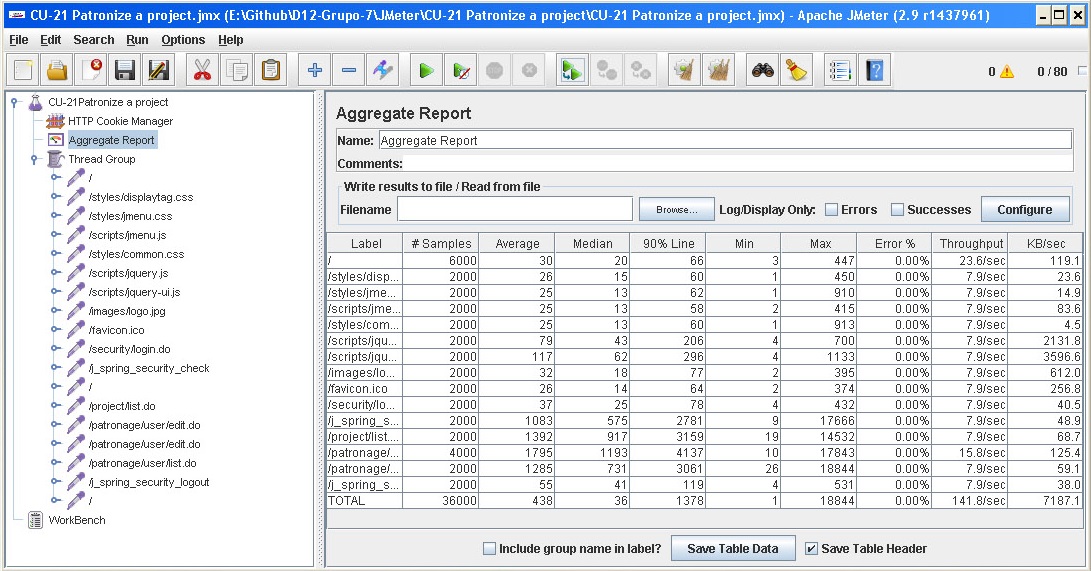 CU-21 Patronize a project.jmx (E:\Github\D12-Grupo-7\JMeter\CU-21 Patronize a project\CU-21 Patronize a project.jmx) - Apache JMeter (2.9 r1437961)
File Edit Search Run Options Help
0 0 / 80
CU-21Patronize a project
HTTP Cookie Manager
Aggregate Report
Thread Group
/
/styles/displaytag.css
/styles/jmenu.css
/scripts/jmenu.js
/styles/common.css
/scripts/jquery.js
/scripts/jquery-ui.js
/images/logo.jpg
/favicon.ico
/security/login.do
/j_spring_security_check
/
/project/list.do
/patronage/user/edit.do
/patronage/user/edit.do
/patronage/user/list.do
/j_spring_security_logout
/
WorkBench
Aggregate Report
Name: Aggregate Report
Comments:
Write results to file / Read from file
Filename Browse... Log/Display Only: Errors Successes Configure
Label # Samples Average Median 90% Line Min Max Error % Throughput KB/sec
/ 6000 30 20 66 3 447 0.00% 23.6/sec 119.1
/styles/disp... 2000 26 15 60 1 450 0.00% 7.9/sec 23.6
/styles/jme... 2000 25 13 62 1 910 0.00% 7.9/sec 14.9
/scripts/jme... 2000 25 13 58 2 415 0.00% 7.9/sec 83.6
/styles/com... 2000 25 13 60 1 913 0.00% 7.9/sec 4.5
/scripts/jqu... 2000 79 43 206 4 700 0.00% 7.9/sec 2131.8
/scripts/jqu... 2000 117 62 296 4 1133 0.00% 7.9/sec 3596.6
/images/lo... 2000 32 18 77 2 395 0.00% 7.9/sec 612.0
/favicon.ico 2000 26 14 64 2 374 0.00% 7.9/sec 256.8
/security/lo... 2000 37 25 78 4 432 0.00% 7.9/sec 40.5
/j_spring_s... 2000 1083 575 2781 9 17666 0.00% 7.9/sec 48.9
/project/list.... 2000 1392 917 3159 19 14532 0.00% 7.9/sec 68.7
/patronage/... 4000 1795 1193 4137 10 17843 0.00% 15.8/sec 125.4
/patronage/... 2000 1285 731 3061 26 18844 0.00% 7.9/sec 59.1
/j_spring_s... 2000 55 41 119 4 531 0.00% 7.9/sec 38.0
TOTAL 36000 438 36 1378 1 18844 0.00% 141.8/sec 7187.1
Include group name in label? Save Table Data Save Table Header